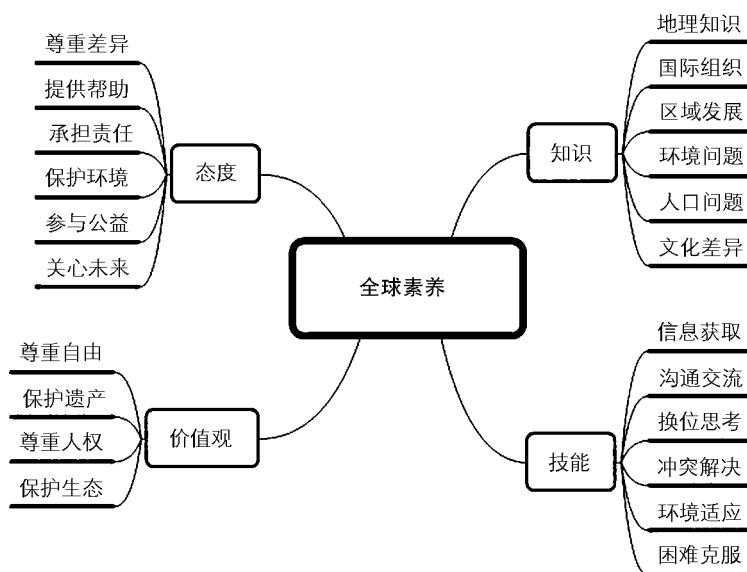 全球素养
态度
尊重差异
提供帮助
承担责任
保护环境
参与公益
关心未来
价值观
尊重自由
保护遗产
尊重人权
保护生态
知识
地理知识
国际组织
区域发展
环境问题
人口问题
文化差异
技能
信息获取
沟通交流
换位思考
冲突解决
环境适应
困难克服